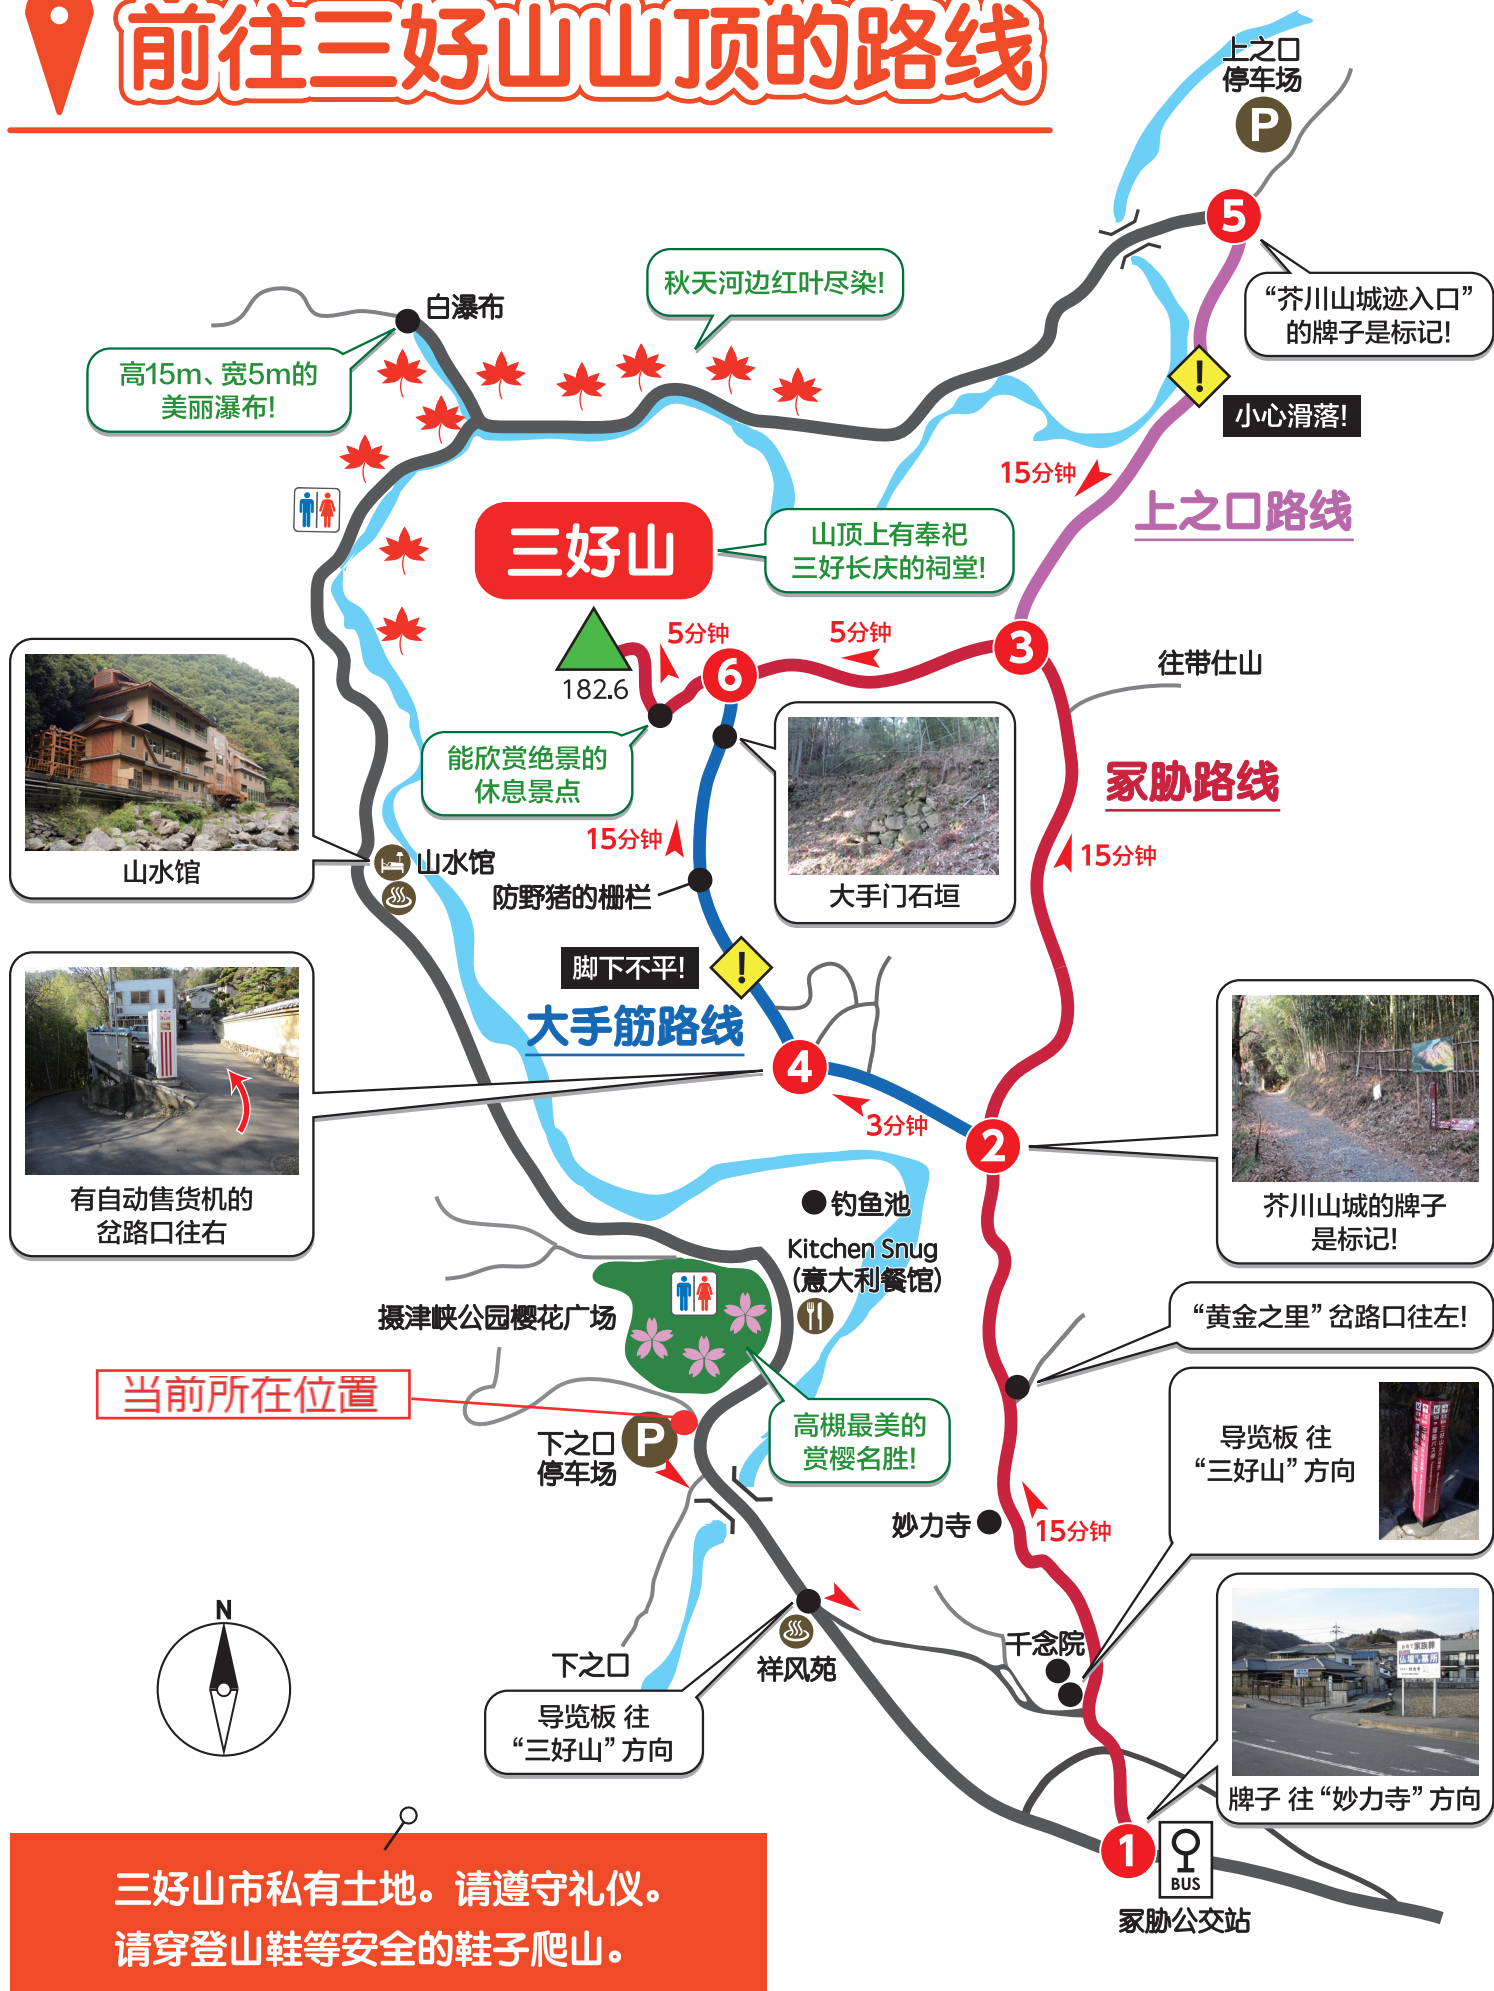 前往三好山山顶的路线
上之口
停车场
P
5
“芥川山城迹入口”
的牌子是标记!
秋天河边红叶尽染!
白瀑布
高15m、宽5m的
美丽瀑布!
!
小心滑落!
15分钟
上之口路线
三好山
山顶上有奉祀
三好长庆的祠堂!
182.6
5分钟
6
5分钟
3
往带仕山
能欣赏绝景的
休息景点
冢胁路线
15分钟
山水馆
山水馆
15分钟
防野猪的栅栏
大手门石垣
脚下不平!
!
大手筋路线
4
3分钟
2
有自动售货机的
岔路口往右
芥川山城的牌子
是标记!
钓鱼池
Kitchen Snug
(意大利餐馆)
摄津峡公园樱花广场
“黄金之里” 岔路口往左!
当前所在位置
下之口
停车场
P
高槻最美的
赏樱名胜!
导览板 往
“三好山” 方向
妙力寺
15分钟
千念院
N
下之口
祥风苑
导览板 往
“三好山” 方向
家族葬
仏壇 墓所
牌子 往 “妙力寺” 方向
1
BUS
冢胁公交站
三好山市私有土地。请遵守礼仪。
请穿登山鞋等安全的鞋子爬山。